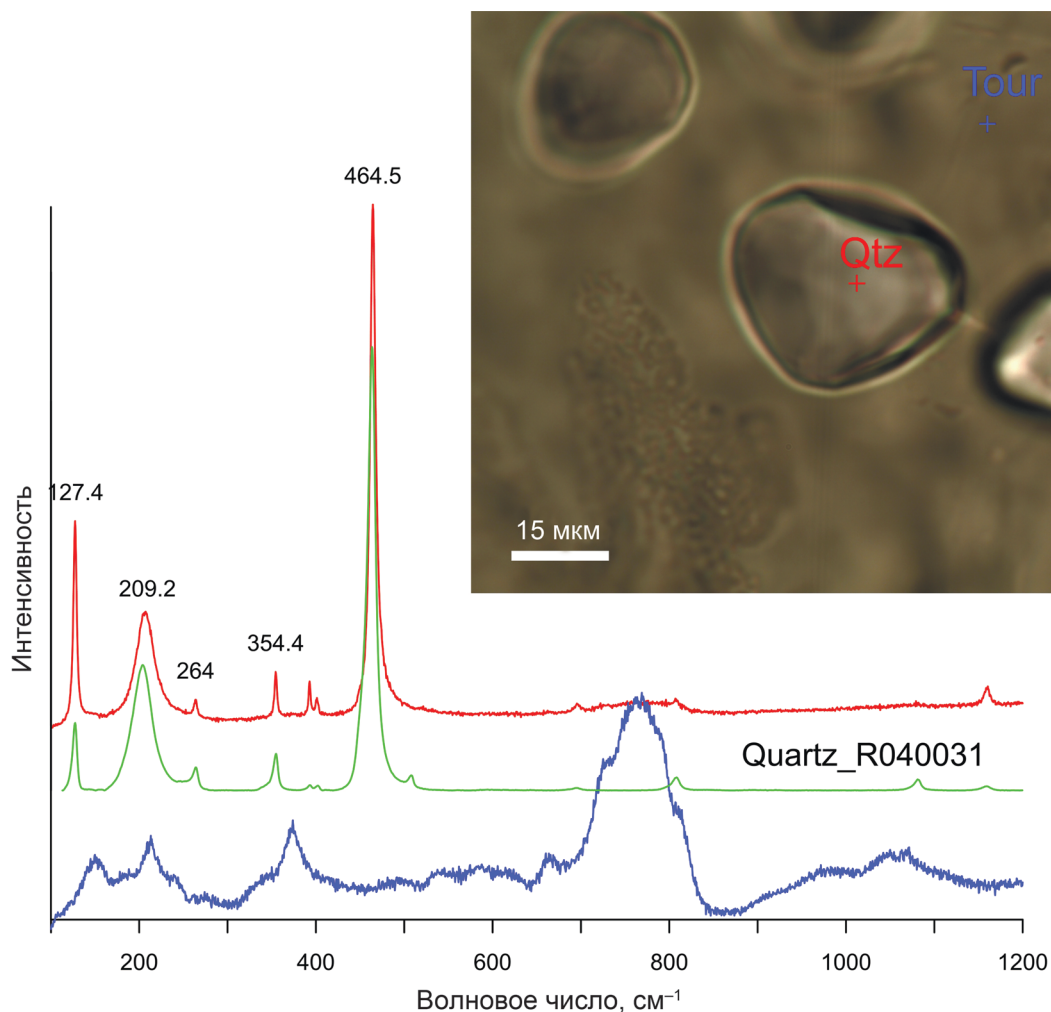 Tour
Qtz
15 мкм
464.5
127.4
209.2
264
354.4
Quartz_R040031
Интенсивность
200
400
600
800
1000
1200
Волновое число, см⁻¹